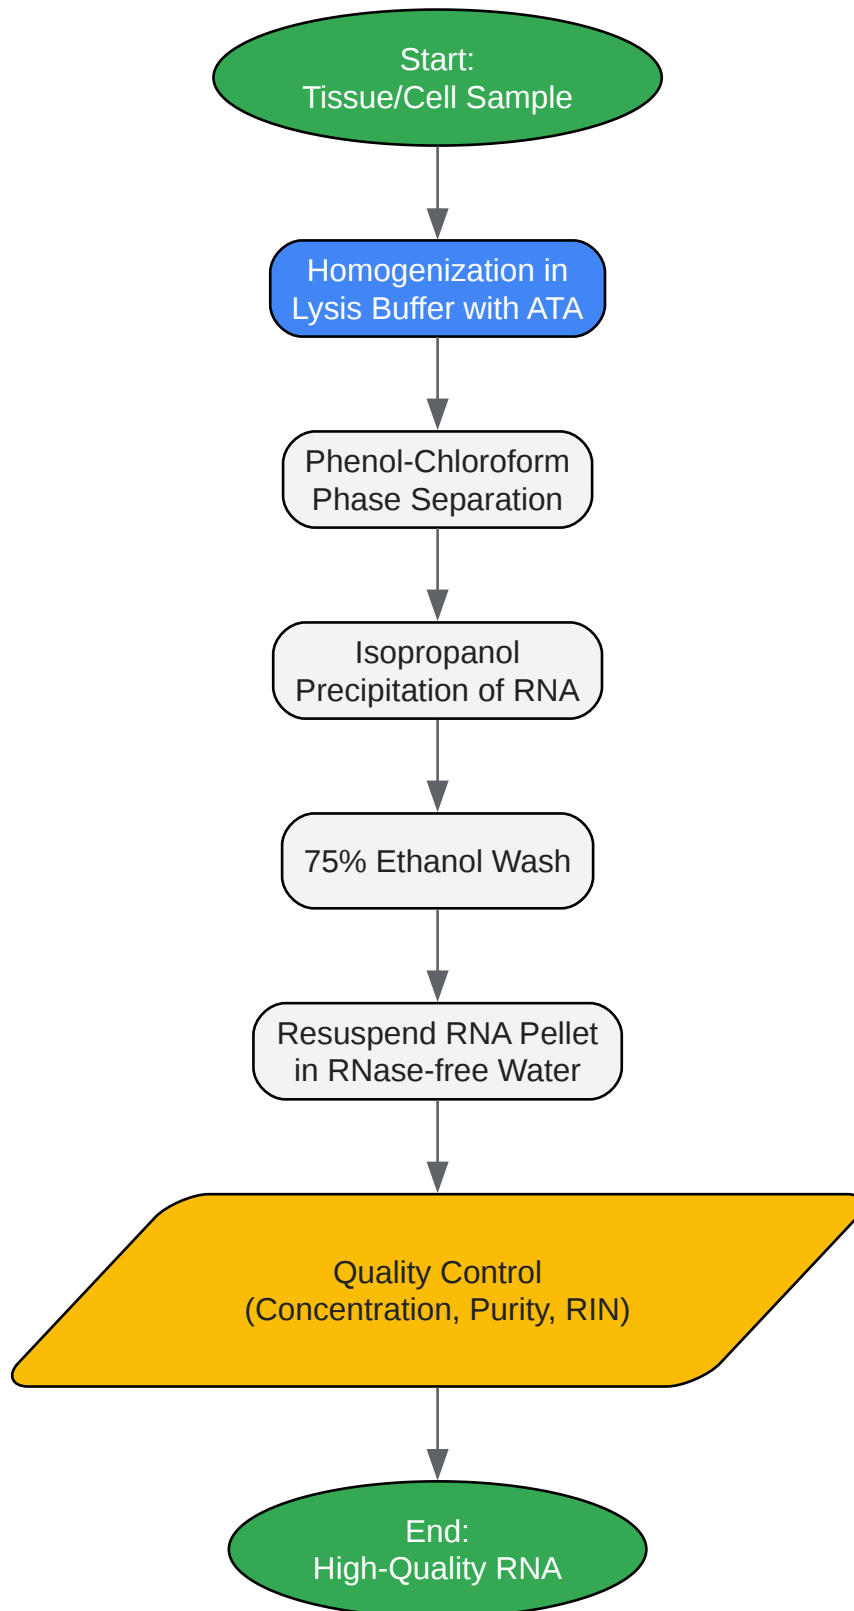 Start:
Tissue/Cell Sample
Homogenization in
Lysis Buffer with ATA
Phenol-Chloroform
Phase Separation
Isopropanol
Precipitation of RNA
75% Ethanol Wash
Resuspend RNA Pellet
in RNase-free Water
Quality Control
(Concentration, Purity, RIN)
End:
High-Quality RNA